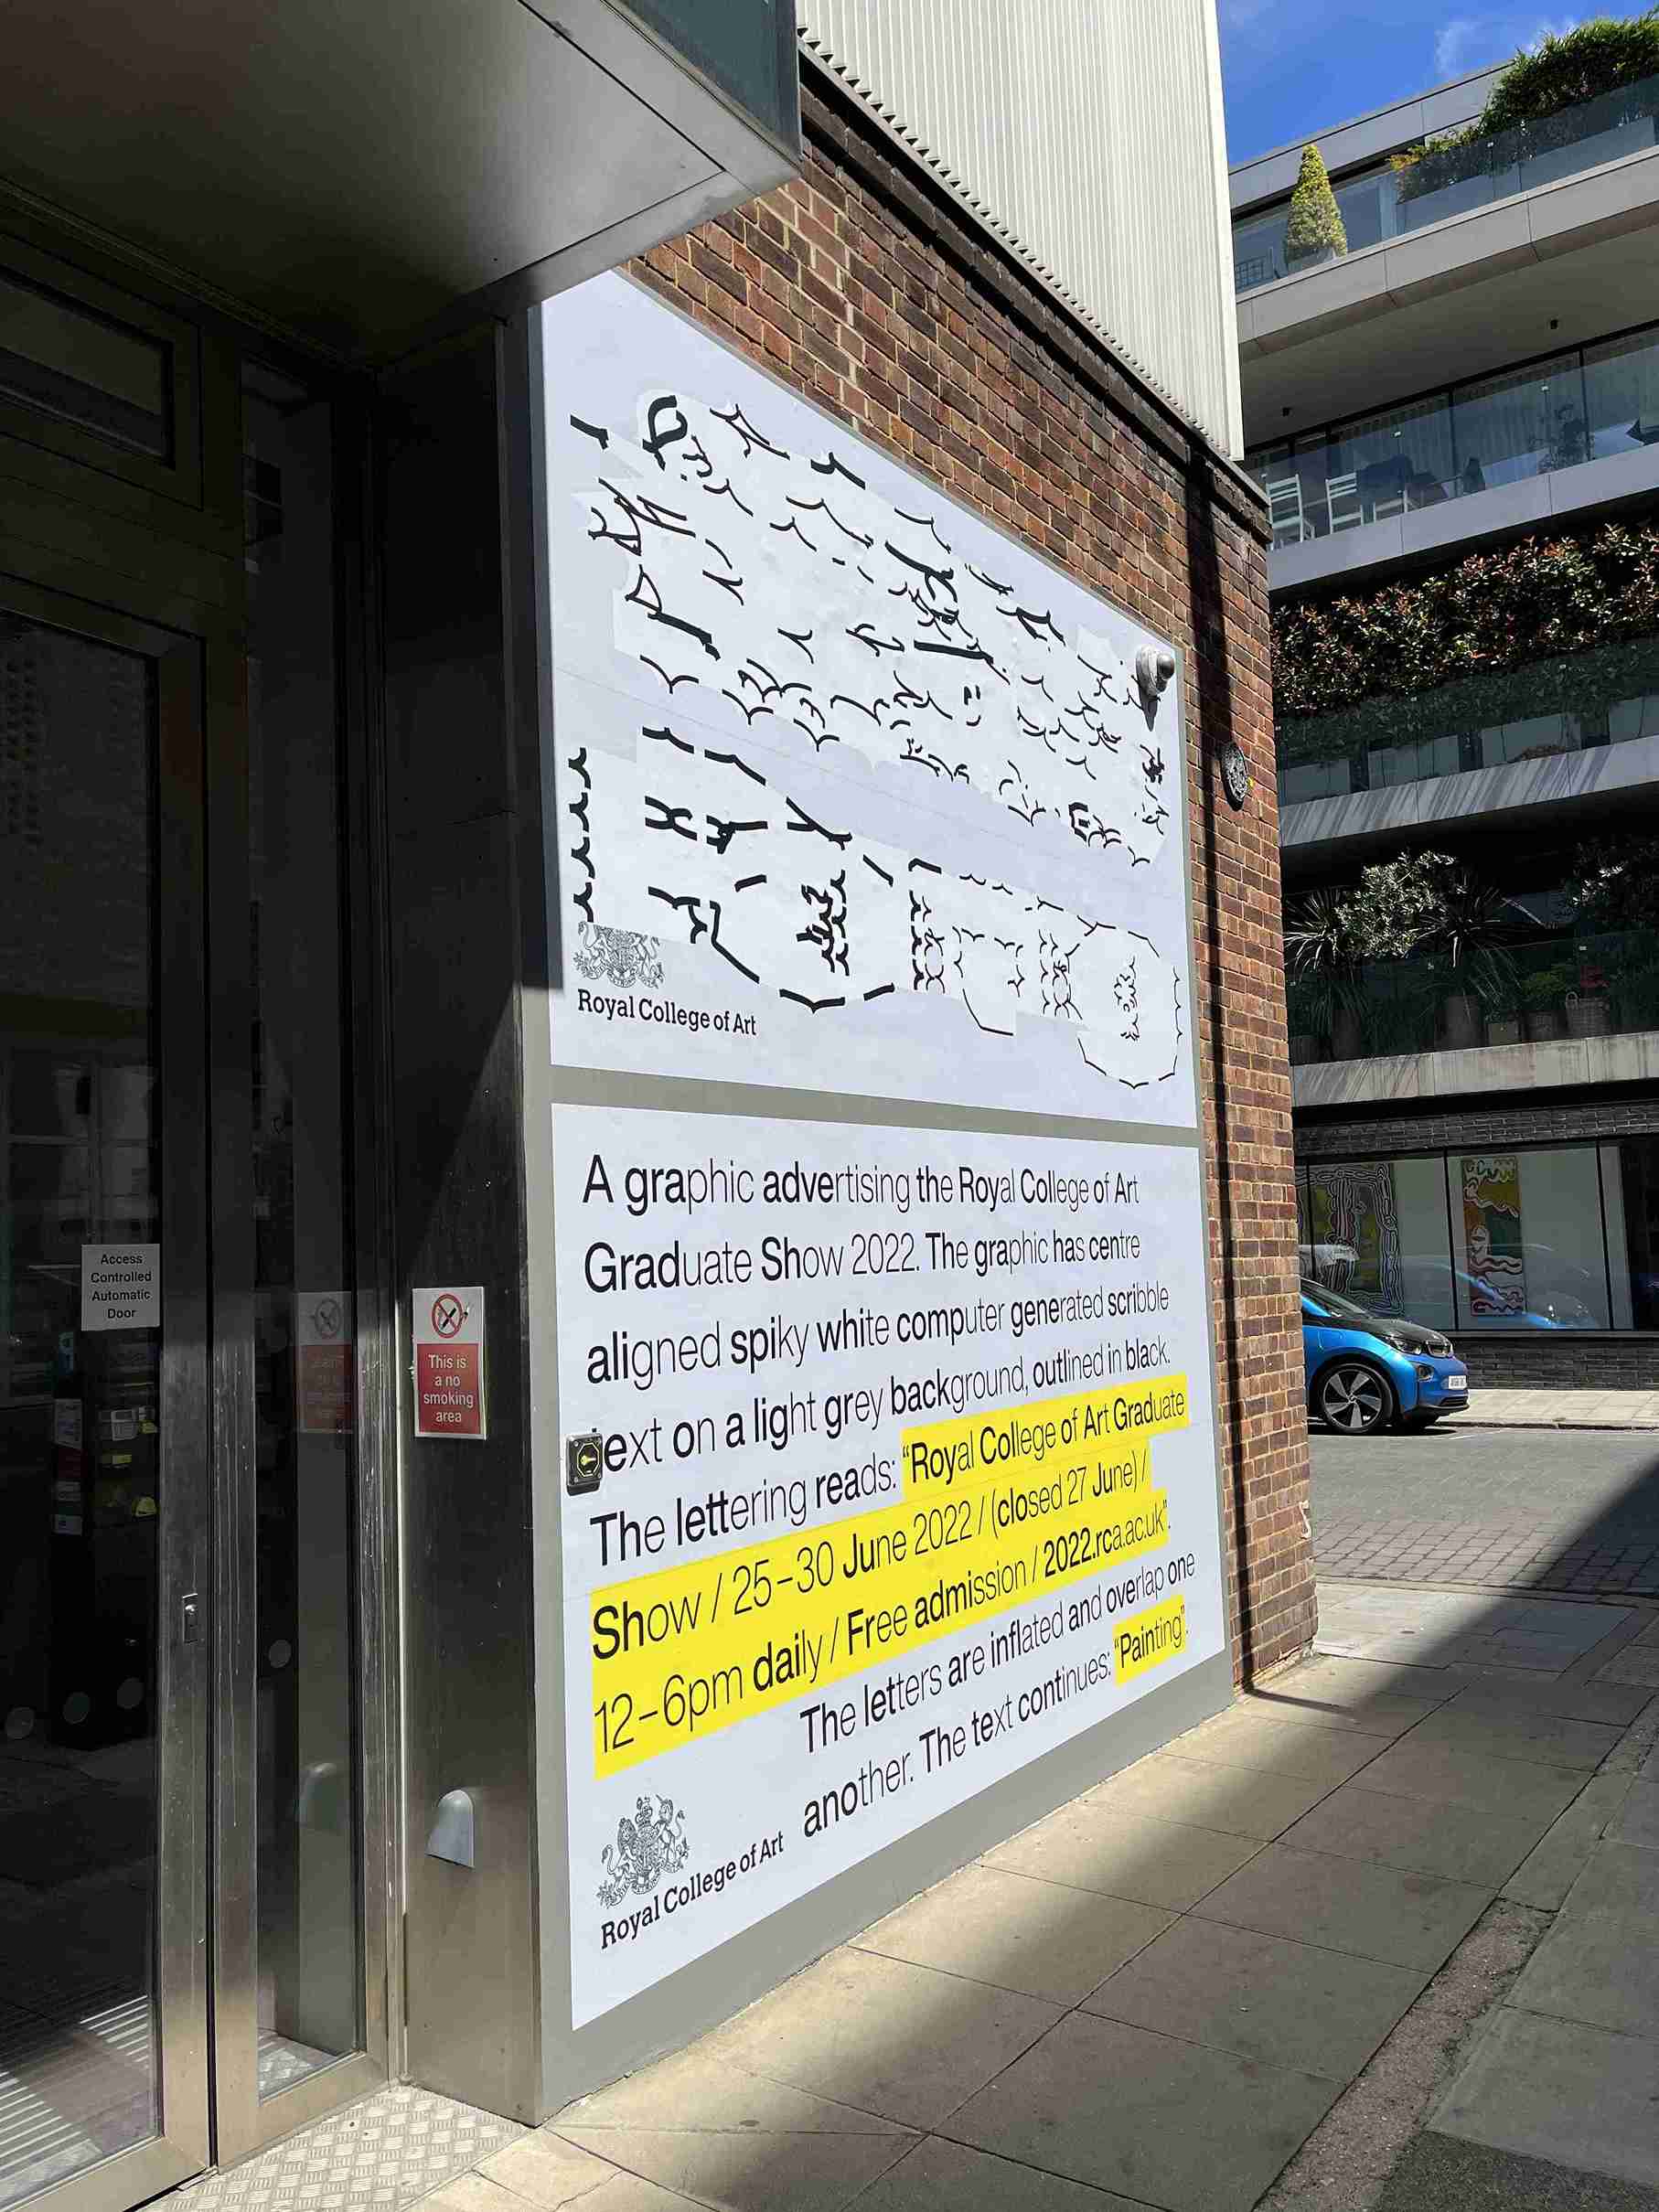 Royal College of Art
A graphic advertising the Royal College of Art
Graduate Show 2022. The graphic has centre
aligned spiky white computer generated scribble
text on a light grey background, outlined in black.
The lettering reads: “Royal College of Art Graduate
Show / 25–30 June 2022 / (closed 27 June) /
12–6pm daily / Free admission / 2022.rca.ac.uk”.
The letters are inflated and overlap one
another. The text continues: “Painting”.
Royal College of Art
Access
Controlled
Automatic
Door
This is
a no
smoking
area